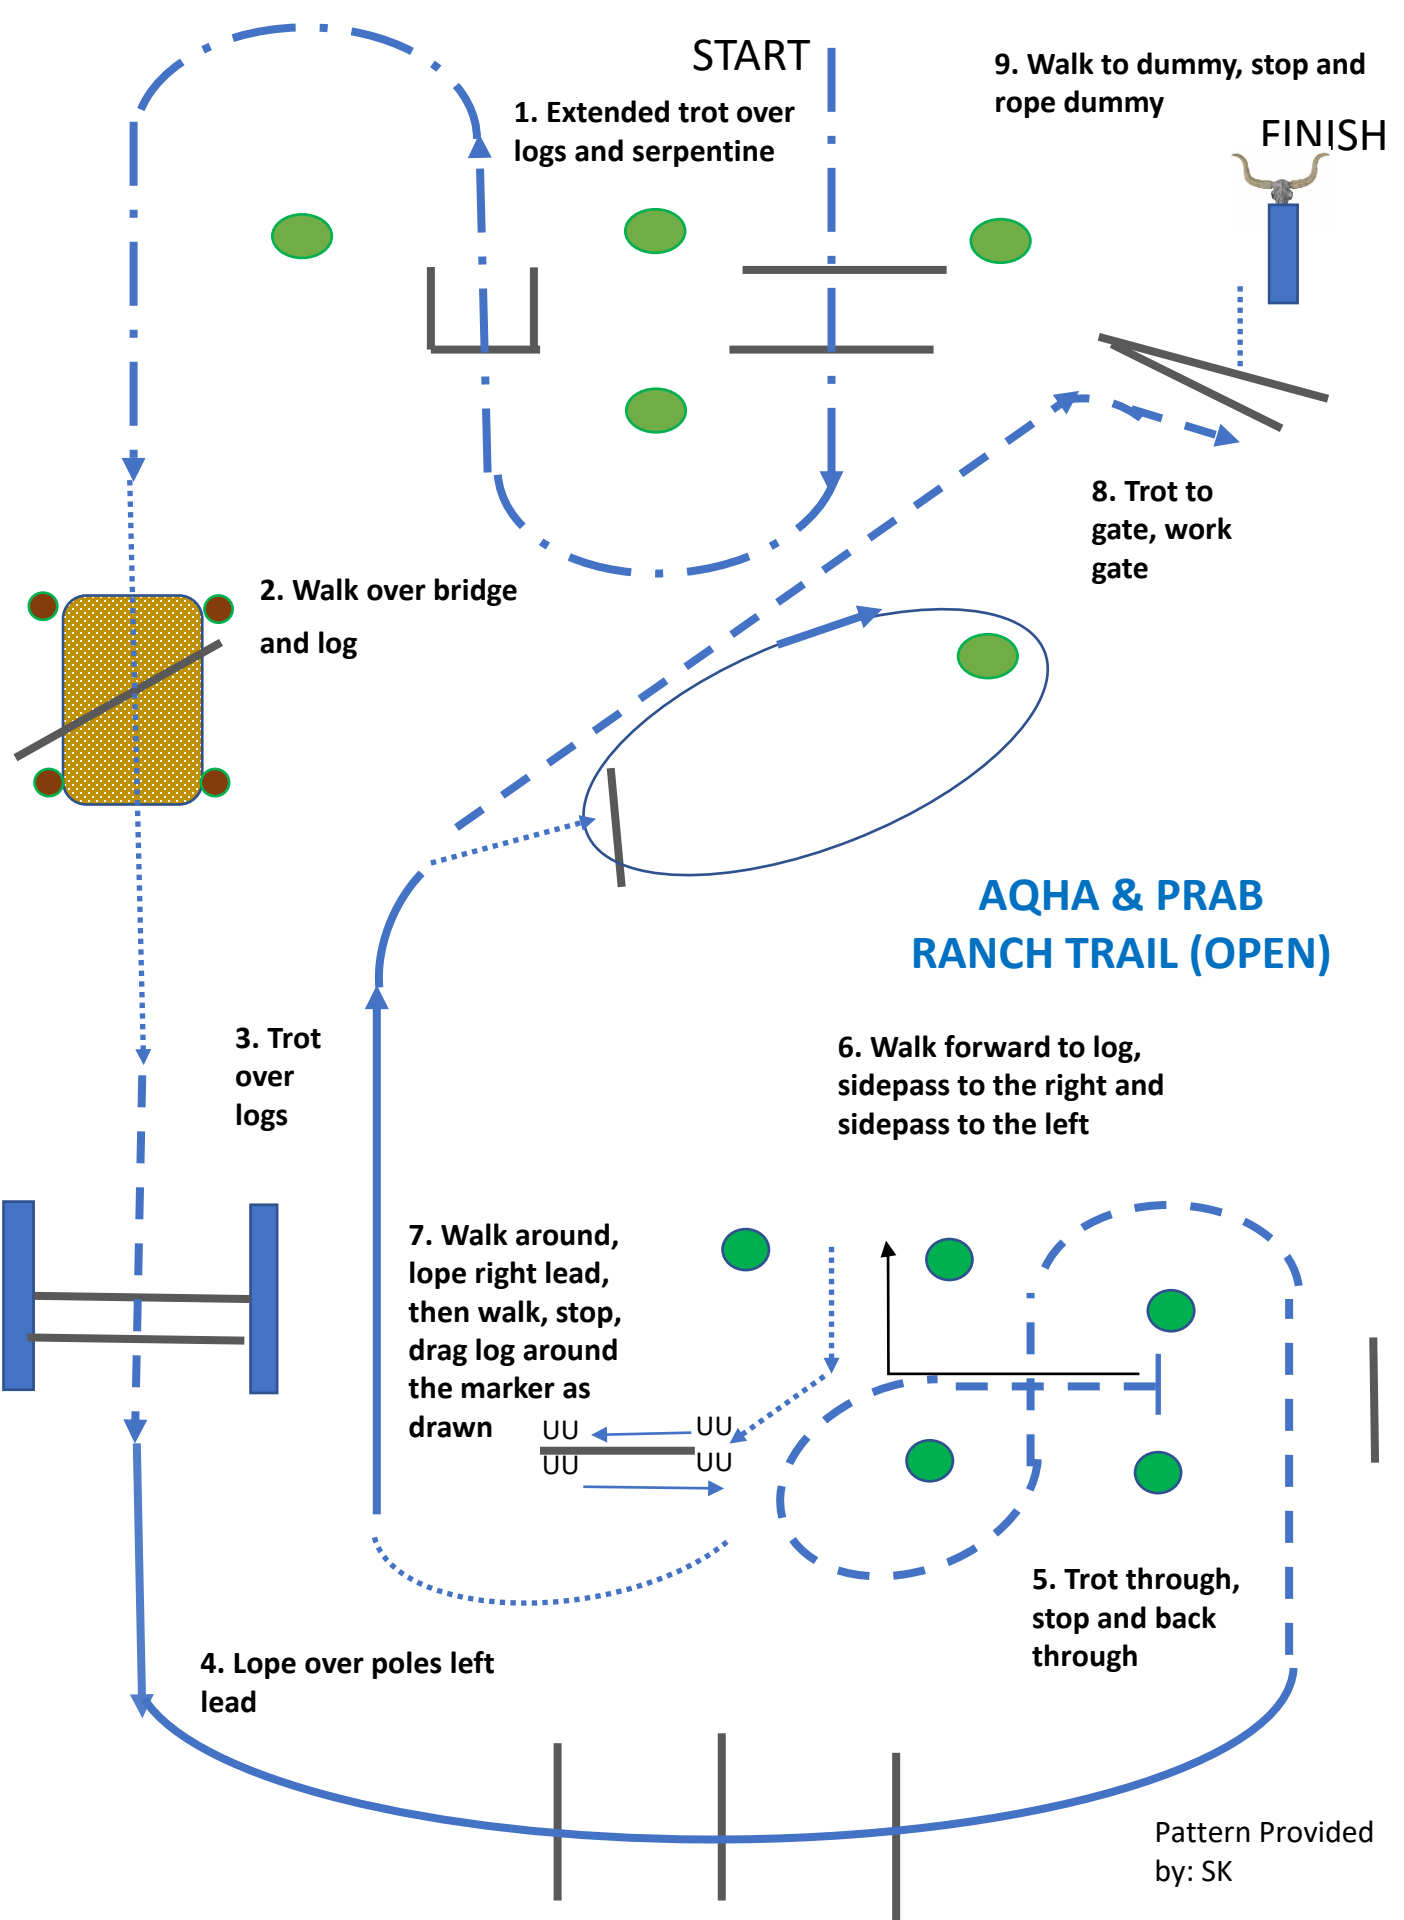 START
1. Extended trot over
logs and serpentine
9. Walk to dummy, stop and
rope dummy
FINISH
8. Trot to
gate, work
gate
2. Walk over bridge
and log
AQHA & PRAB
RANCH TRAIL (OPEN)
3. Trot
over
logs
6. Walk forward to log,
sidepass to the right and
sidepass to the left
7. Walk around,
lope right lead,
then walk, stop,
drag log around
the marker as
drawn
UU UU
UU UU
5. Trot through,
stop and back
through
4. Lope over poles left
lead
Pattern Provided
by: SK